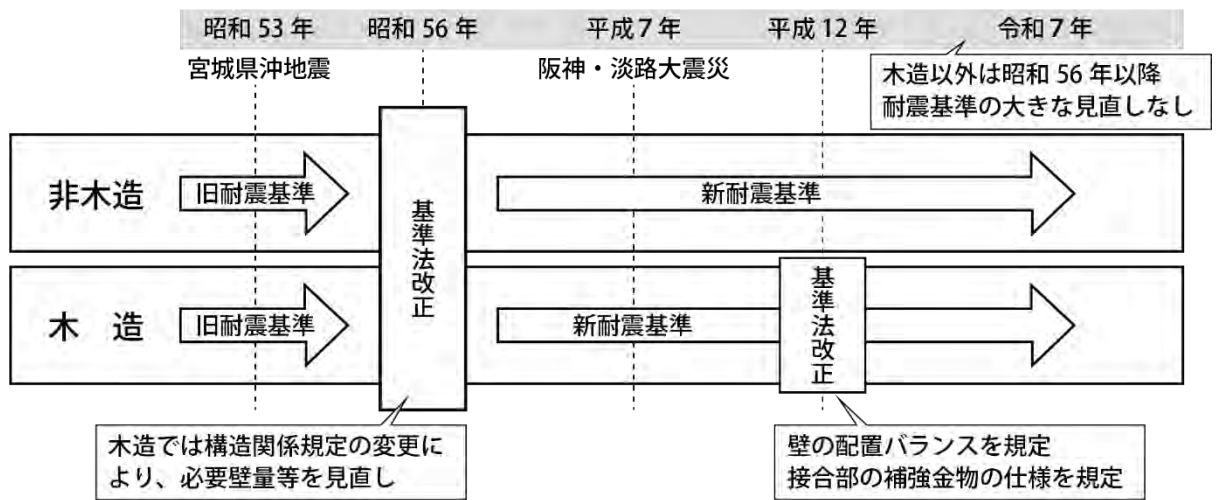 昭和 53 年
昭和 56 年
平成 7 年
平成 12 年
令和 7 年
宮城県沖地震
阪神・淡路大震災
木造以外は昭和 56 年以降
耐震基準の大きな見直しなし
非木造
旧耐震基準
基準法改正
新耐震基準
木 造
旧耐震基準
新耐震基準
基準法改正
木造では構造関係規定の変更に
より、必要壁量等を見直し
壁の配置バランスを規定
接合部の補強金物の仕様を規定